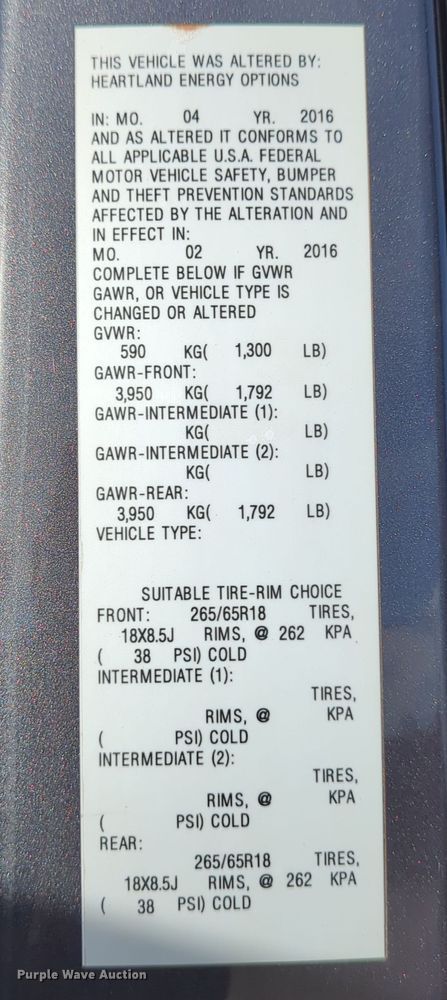 THIS VEHICLE WAS ALTERED BY:
HEARTLAND ENERGY OPTIONS
IN: MO. 04 YR. 2016
AND AS ALTERED IT CONFORMS TO
ALL APPLICABLE U.S.A. FEDERAL
MOTOR VEHICLE SAFETY, BUMPER
AND THEFT PREVENTION STANDARDS
AFFECTED BY THE ALTERATION AND
IN EFFECT IN:
MO. 02 YR. 2016
COMPLETE BELOW IF GVWR
GAWR, OR VEHICLE TYPE IS
CHANGED OR ALTERED
GVWR:
590 KG( 1,300 LB)
GAWR-FRONT:
3,950 KG( 1,792 LB)
GAWR-INTERMEDIATE (1):
KG( LB)
GAWR-INTERMEDIATE (2):
KG( LB)
GAWR-REAR:
3,950 KG( 1,792 LB)
VEHICLE TYPE:
SUITABLE TIRE-RIM CHOICE
FRONT: 265/65R18 TIRES,
18X8.5J RIMS, @ 262 KPA
( 38 PSI) COLD
INTERMEDIATE (1):
TIRES,
RIMS, @ KPA
( PSI) COLD
INTERMEDIATE (2):
TIRES,
RIMS, @ KPA
( PSI) COLD
REAR:
265/65R18 TIRES,
18X8.5J RIMS, @ 262 KPA
( 38 PSI) COLD
Purple Wave Auction